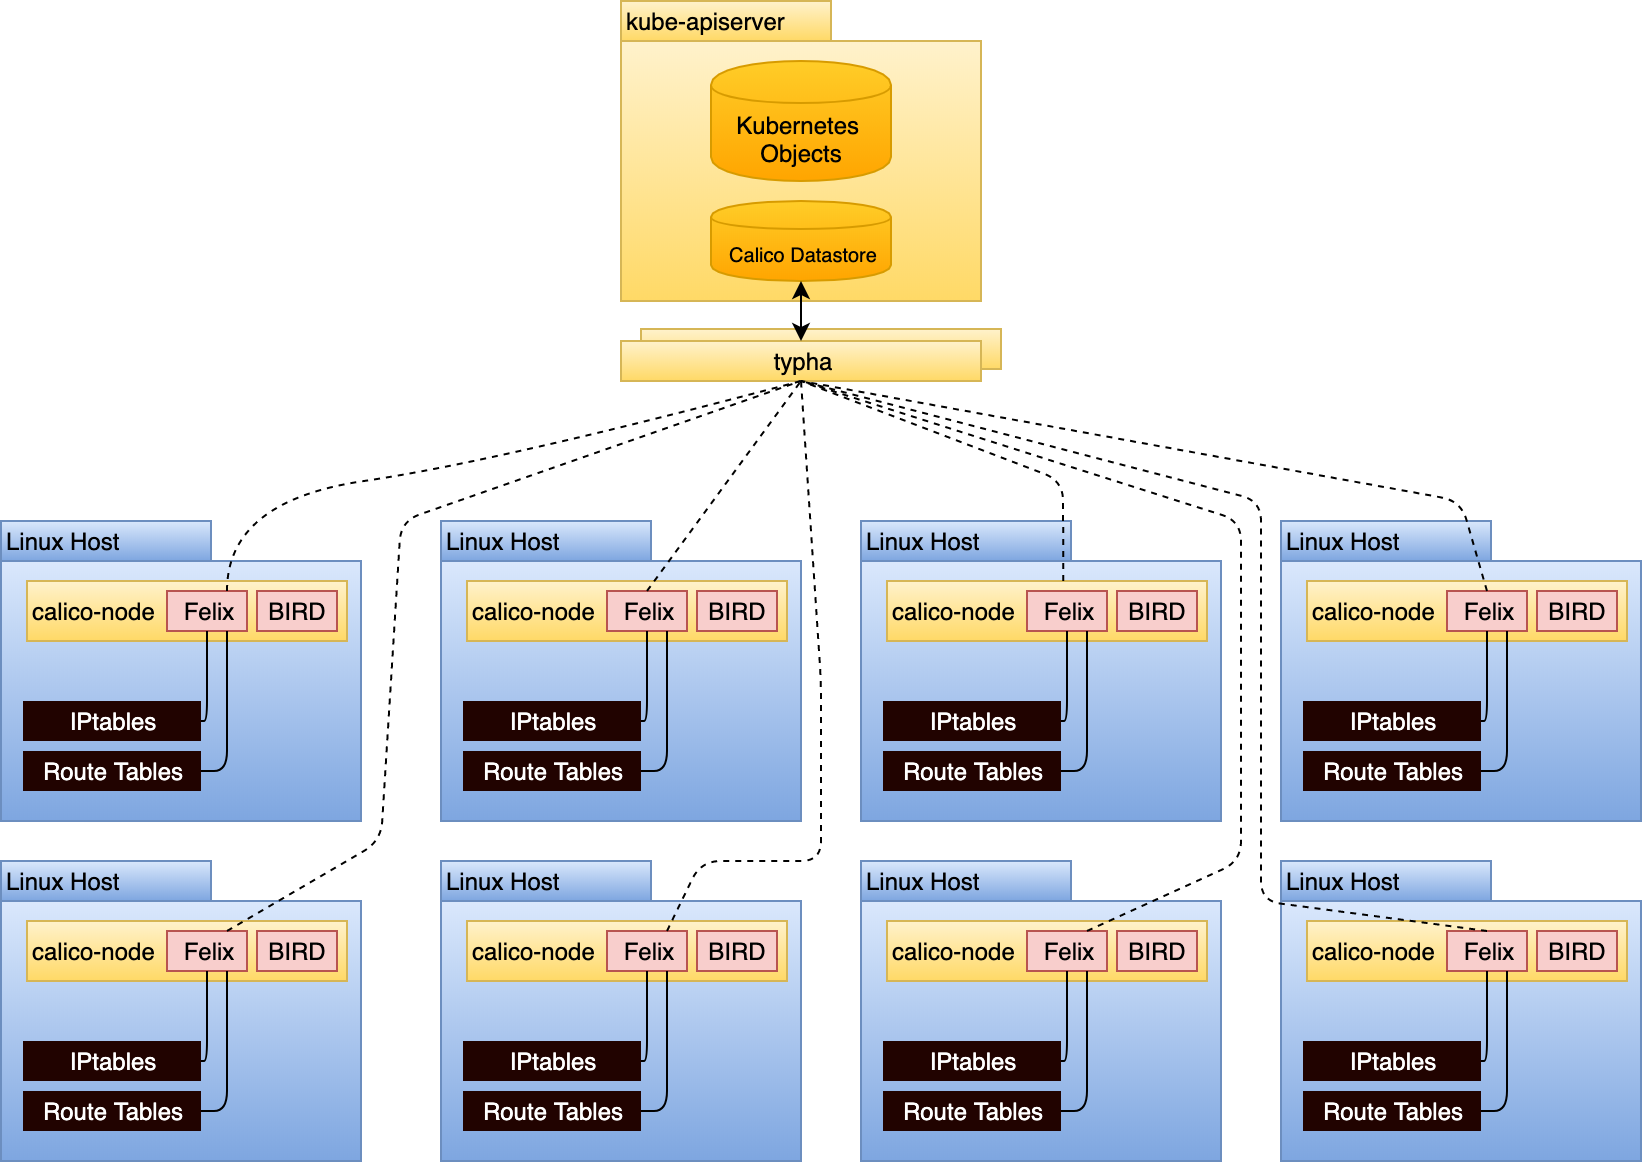 kube-apiserver
Kubernetes
Objects
Calico Datastore
typha
Linux Host
calico-node Felix BIRD
IPtables
Route Tables
Linux Host
calico-node Felix BIRD
IPtables
Route Tables
Linux Host
calico-node Felix BIRD
IPtables
Route Tables
Linux Host
calico-node Felix BIRD
IPtables
Route Tables
Linux Host
calico-node Felix BIRD
IPtables
Route Tables
Linux Host
calico-node Felix BIRD
IPtables
Route Tables
Linux Host
calico-node Felix BIRD
IPtables
Route Tables
Linux Host
calico-node Felix BIRD
IPtables
Route Tables